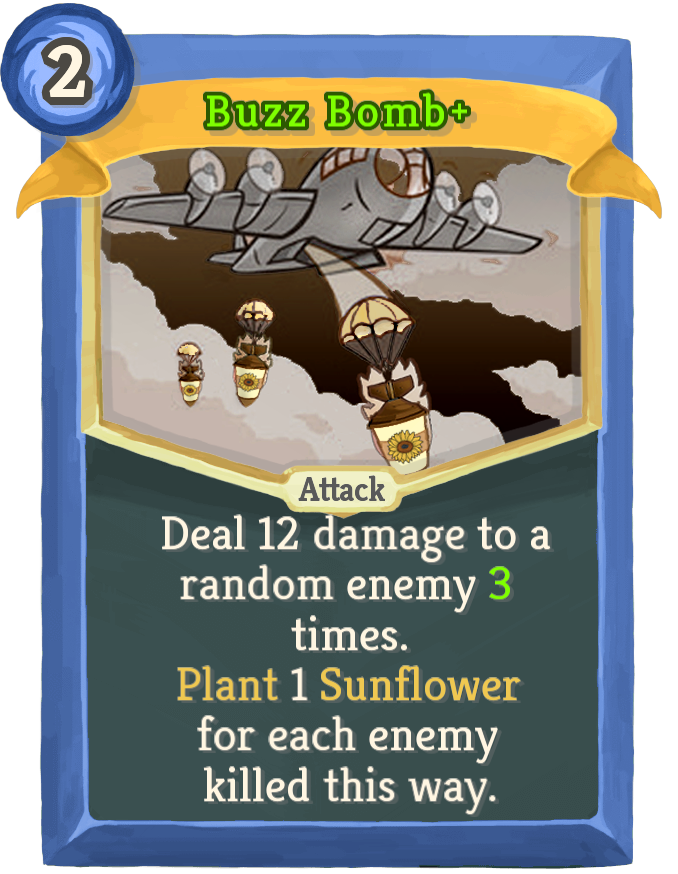 2
Buzz Bomb+
Attack
Deal 12 damage to a
random enemy 3
times.
Plant 1 Sunflower
for each enemy
killed this way.